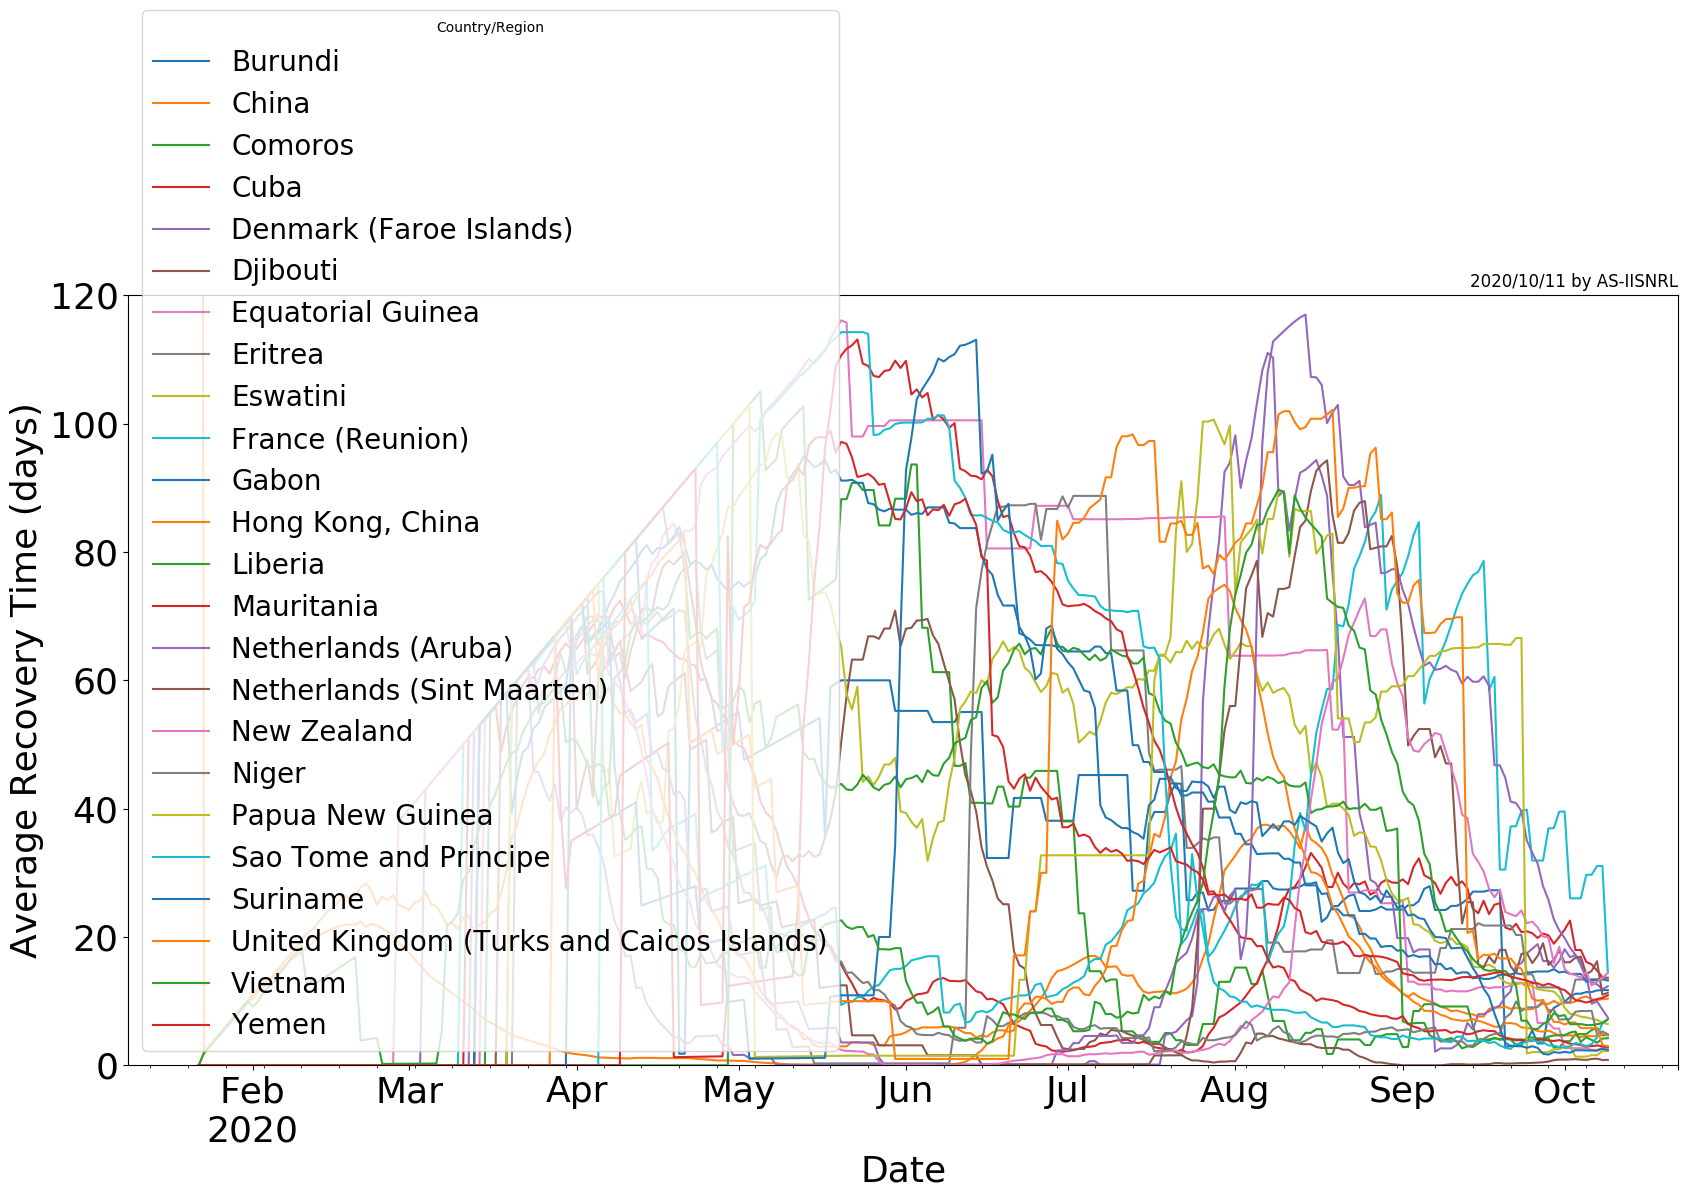 Country/Region
Burundi
China
Comoros
Cuba
Denmark (Faroe Islands)
Djibouti
Equatorial Guinea
Eritrea
Eswatini
France (Reunion)
Gabon
Hong Kong, China
Liberia
Mauritania
Netherlands (Aruba)
Netherlands (Sint Maarten)
New Zealand
Niger
Papua New Guinea
Sao Tome and Principe
Suriname
United Kingdom (Turks and Caicos Islands)
Vietnam
Yemen
2020/10/11 by AS-IISNRL
Average Recovery Time (days)
120
100
80
60
40
20
0
Feb Mar Apr May Jun Jul Aug Sep Oct
2020
Date